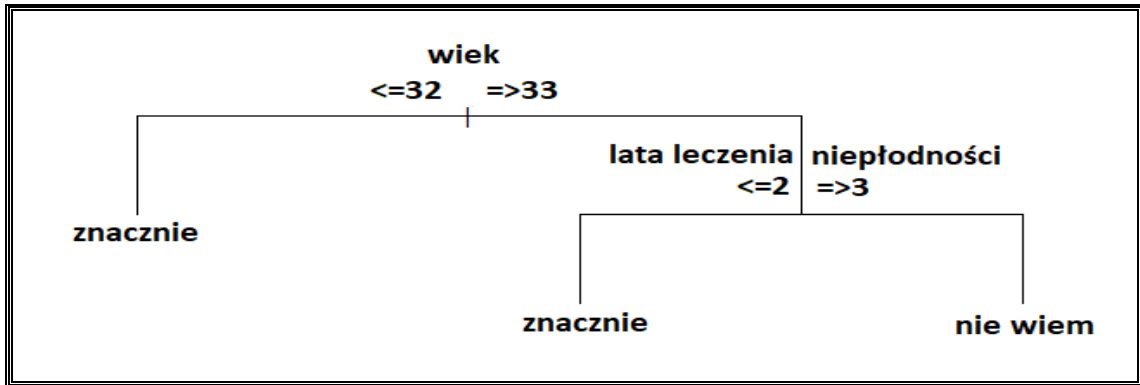 wiek
<=32 =>33
lata leczenia niepłodności
<=2 =>3
znacznie
znacznie
nie wiem